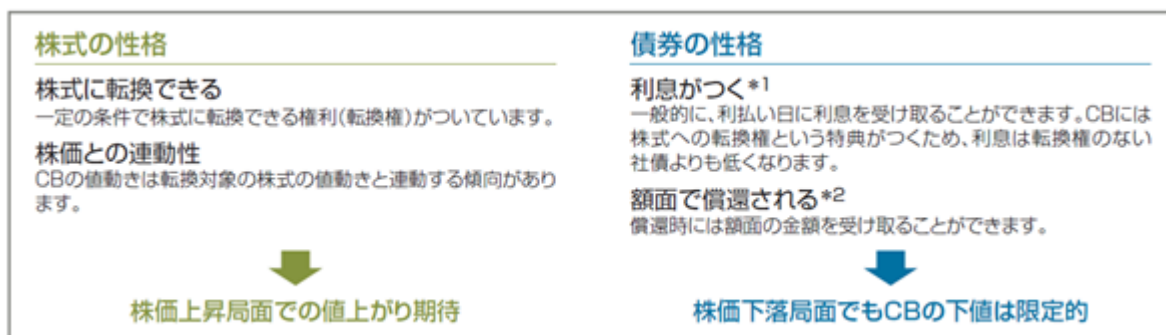 株式の性格
株式に転換できる
一定の条件で株式に転換できる権利(転換権)がついています。
株価との連動性
CBの値動きは転換対象の株式の値動きと連動する傾向があり
ます。
株価上昇局面での値上がり期待
債券の性格
利息がつく*1
一般的に、利払い日に利息を受け取ることができます。CBには
株式への転換権という特典がつくため、利息は転換権のない
社債よりも低くなります。
額面で償還される*2
償還時には額面の金額を受け取ることができます。
株価下落局面でもCBの下値は限定的